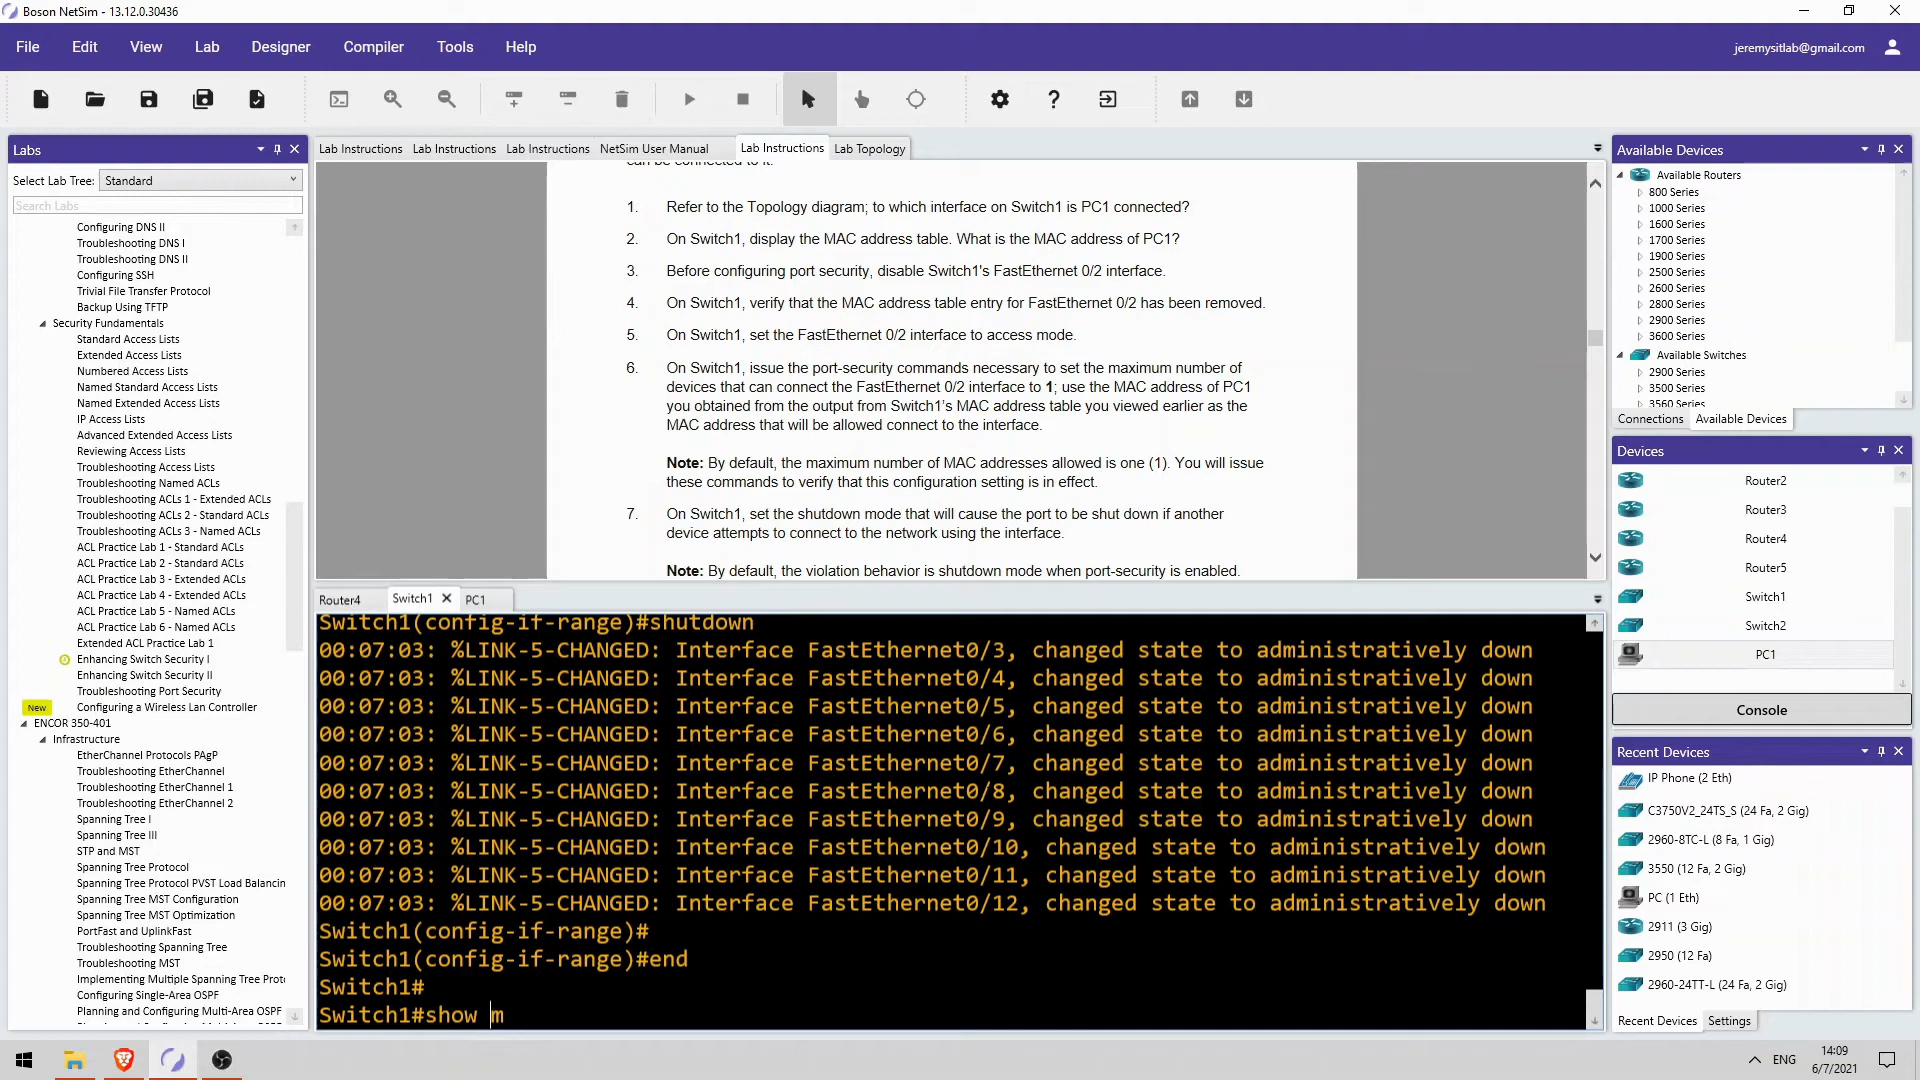 Boson NetSim - 13.12.0.30436
File Edit View Lab Designer Compiler Tools Help
jeremysitlab@gmail.com
Labs
Select Lab Tree: Standard
Search Labs
Configuring DNS II
Troubleshooting DNS I
Troubleshooting DNS II
Configuring SSH
Trivial File Transfer Protocol
Backup Using TFTP
Security Fundamentals
Standard Access Lists
Extended Access Lists
Numbered Access Lists
Named Standard Access Lists
Named Extended Access Lists
IP Access Lists
Advanced Extended Access Lists
Reviewing Access Lists
Troubleshooting Access Lists
Troubleshooting Named ACLs
Troubleshooting ACLs 1 - Extended ACLs
Troubleshooting ACLs 2 - Standard ACLs
Troubleshooting ACLs 3 - Named ACLs
ACL Practice Lab 1 - Standard ACLs
ACL Practice Lab 2 - Standard ACLs
ACL Practice Lab 3 - Extended ACLs
ACL Practice Lab 4 - Extended ACLs
ACL Practice Lab 5 - Named ACLs
ACL Practice Lab 6 - Named ACLs
Extended ACL Practice Lab 1
Enhancing Switch Security I
Enhancing Switch Security II
Troubleshooting Port Security
New Configuring a Wireless Lan Controller
ENCOR 350-401
Infrastructure
EtherChannel Protocols PAgP
Troubleshooting EtherChannel
Troubleshooting EtherChannel 1
Troubleshooting EtherChannel 2
Spanning Tree I
Spanning Tree III
STP and MST
Spanning Tree Protocol
Spanning Tree Protocol PVST Load Balancin
Spanning Tree MST Configuration
Spanning Tree MST Optimization
PortFast and UplinkFast
Troubleshooting Spanning Tree
Troubleshooting MST
Implementing Multiple Spanning Tree Proto
Configuring Single-Area OSPF
Planning and Configuring Multi-Area OSPF
Lab Instructions Lab Instructions Lab Instructions NetSim User Manual Lab Instructions Lab Topology
can be connected to it.
1. Refer to the Topology diagram; to which interface on Switch1 is PC1 connected?
2. On Switch1, display the MAC address table. What is the MAC address of PC1?
3. Before configuring port security, disable Switch1's FastEthernet 0/2 interface.
4. On Switch1, verify that the MAC address table entry for FastEthernet 0/2 has been removed.
5. On Switch1, set the FastEthernet 0/2 interface to access mode.
6. On Switch1, issue the port-security commands necessary to set the maximum number of
devices that can connect the FastEthernet 0/2 interface to 1; use the MAC address of PC1
you obtained from the output from Switch1's MAC address table you viewed earlier as the
MAC address that will be allowed connect to the interface.
Note: By default, the maximum number of MAC addresses allowed is one (1). You will issue
these commands to verify that this configuration setting is in effect.
7. On Switch1, set the shutdown mode that will cause the port to be shut down if another
device attempts to connect to the network using the interface.
Note: By default, the violation behavior is shutdown mode when port-security is enabled.
Router4 Switch1 PC1
Switch1(config-if-range)#shutdown
00:07:03: %LINK-5-CHANGED: Interface FastEthernet0/3, changed state to administratively down
00:07:03: %LINK-5-CHANGED: Interface FastEthernet0/4, changed state to administratively down
00:07:03: %LINK-5-CHANGED: Interface FastEthernet0/5, changed state to administratively down
00:07:03: %LINK-5-CHANGED: Interface FastEthernet0/6, changed state to administratively down
00:07:03: %LINK-5-CHANGED: Interface FastEthernet0/7, changed state to administratively down
00:07:03: %LINK-5-CHANGED: Interface FastEthernet0/8, changed state to administratively down
00:07:03: %LINK-5-CHANGED: Interface FastEthernet0/9, changed state to administratively down
00:07:03: %LINK-5-CHANGED: Interface FastEthernet0/10, changed state to administratively down
00:07:03: %LINK-5-CHANGED: Interface FastEthernet0/11, changed state to administratively down
00:07:03: %LINK-5-CHANGED: Interface FastEthernet0/12, changed state to administratively down
Switch1(config-if-range)#
Switch1(config-if-range)#end
Switch1#
Switch1#show m
Available Devices
Available Routers
800 Series
1000 Series
1600 Series
1700 Series
1900 Series
2500 Series
2600 Series
2800 Series
2900 Series
3600 Series
Available Switches
2900 Series
3500 Series
3560 Series
Connections Available Devices
Devices
Router2
Router3
Router4
Router5
Switch1
Switch2
PC1
Console
Recent Devices
IP Phone (2 Eth)
C3750V2_24TS_S (24 Fa, 2 Gig)
2960-8TC-L (8 Fa, 1 Gig)
3550 (12 Fa, 2 Gig)
PC (1 Eth)
2911 (3 Gig)
2950 (12 Fa)
2960-24TT-L (24 Fa, 2 Gig)
Recent Devices Settings
ENG
14:09
6/7/2021